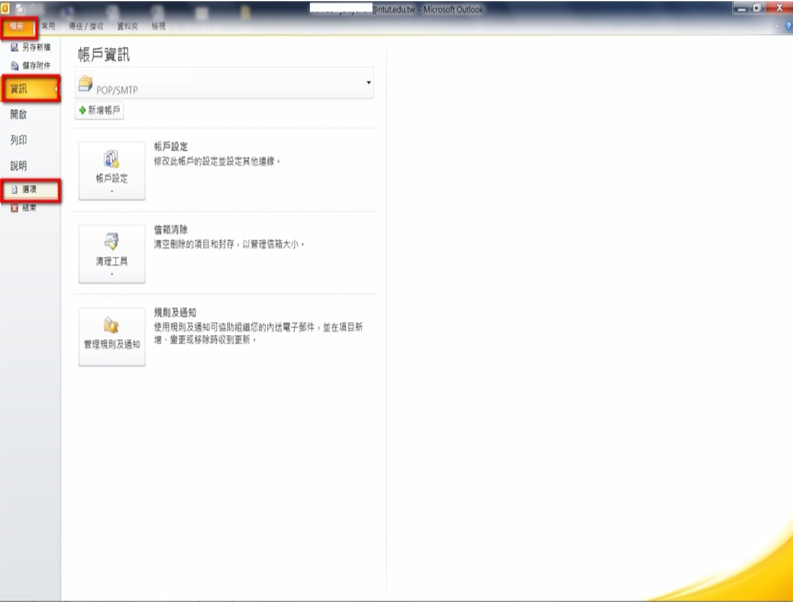 @ntut.edu.tw – Microsoft Outlook
檔案 常用 傳送 / 接收 資料夾 檢視
另存新檔
儲存附件
資訊
開啟
列印
說明
選項
結束
帳戶資訊
POP/SMTP
新增帳戶
帳戶設定
帳戶設定
修改此帳戶的設定並設定其他連線。
清理工具
信箱清除
清空刪除的項目和封存，以管理信箱大小。
管理規則及通知
規則及通知
使用規則及通知可協助組織您的內送電子郵件，並在項目新
增、變更或移除時收到更新。